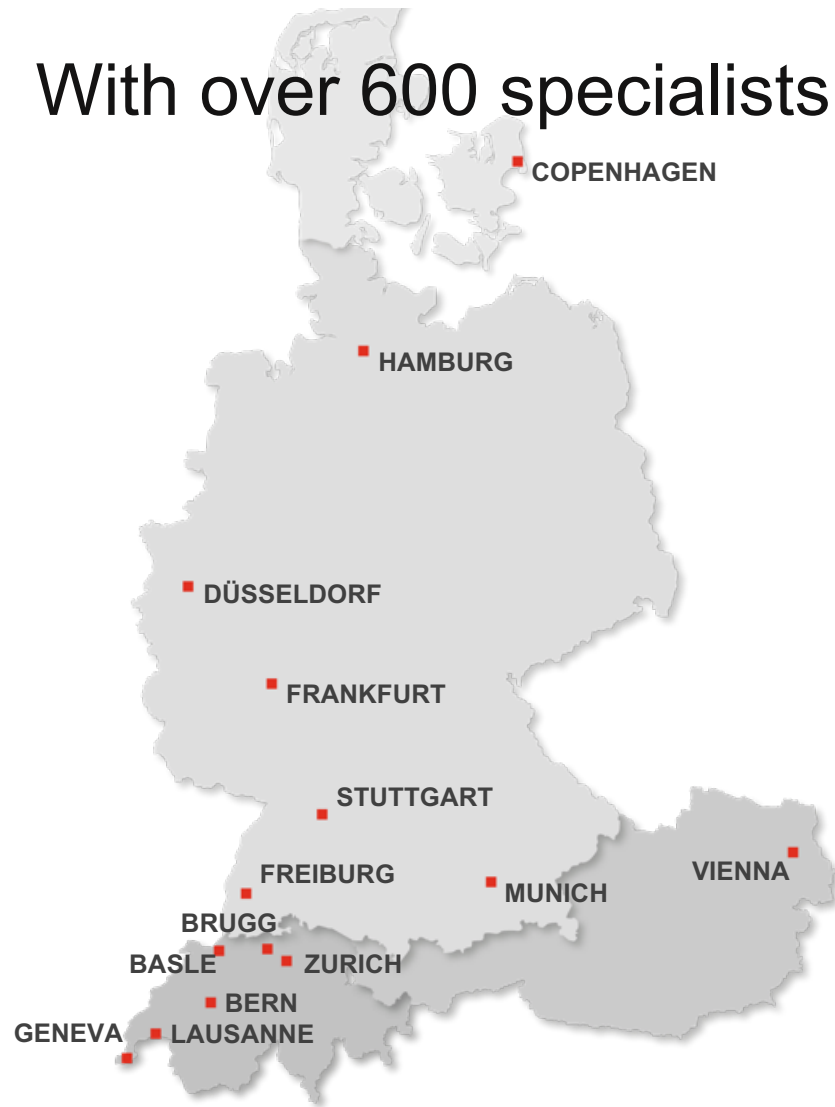 With over 600 specialists
COPENHAGEN
HAMBURG
DÜSSELDORF
FRANKFURT
STUTTGART
FREIBURG
MUNICH
VIENNA
BRUGG
BASLE
ZURICH
BERN
GENEVA
LAUSANNE